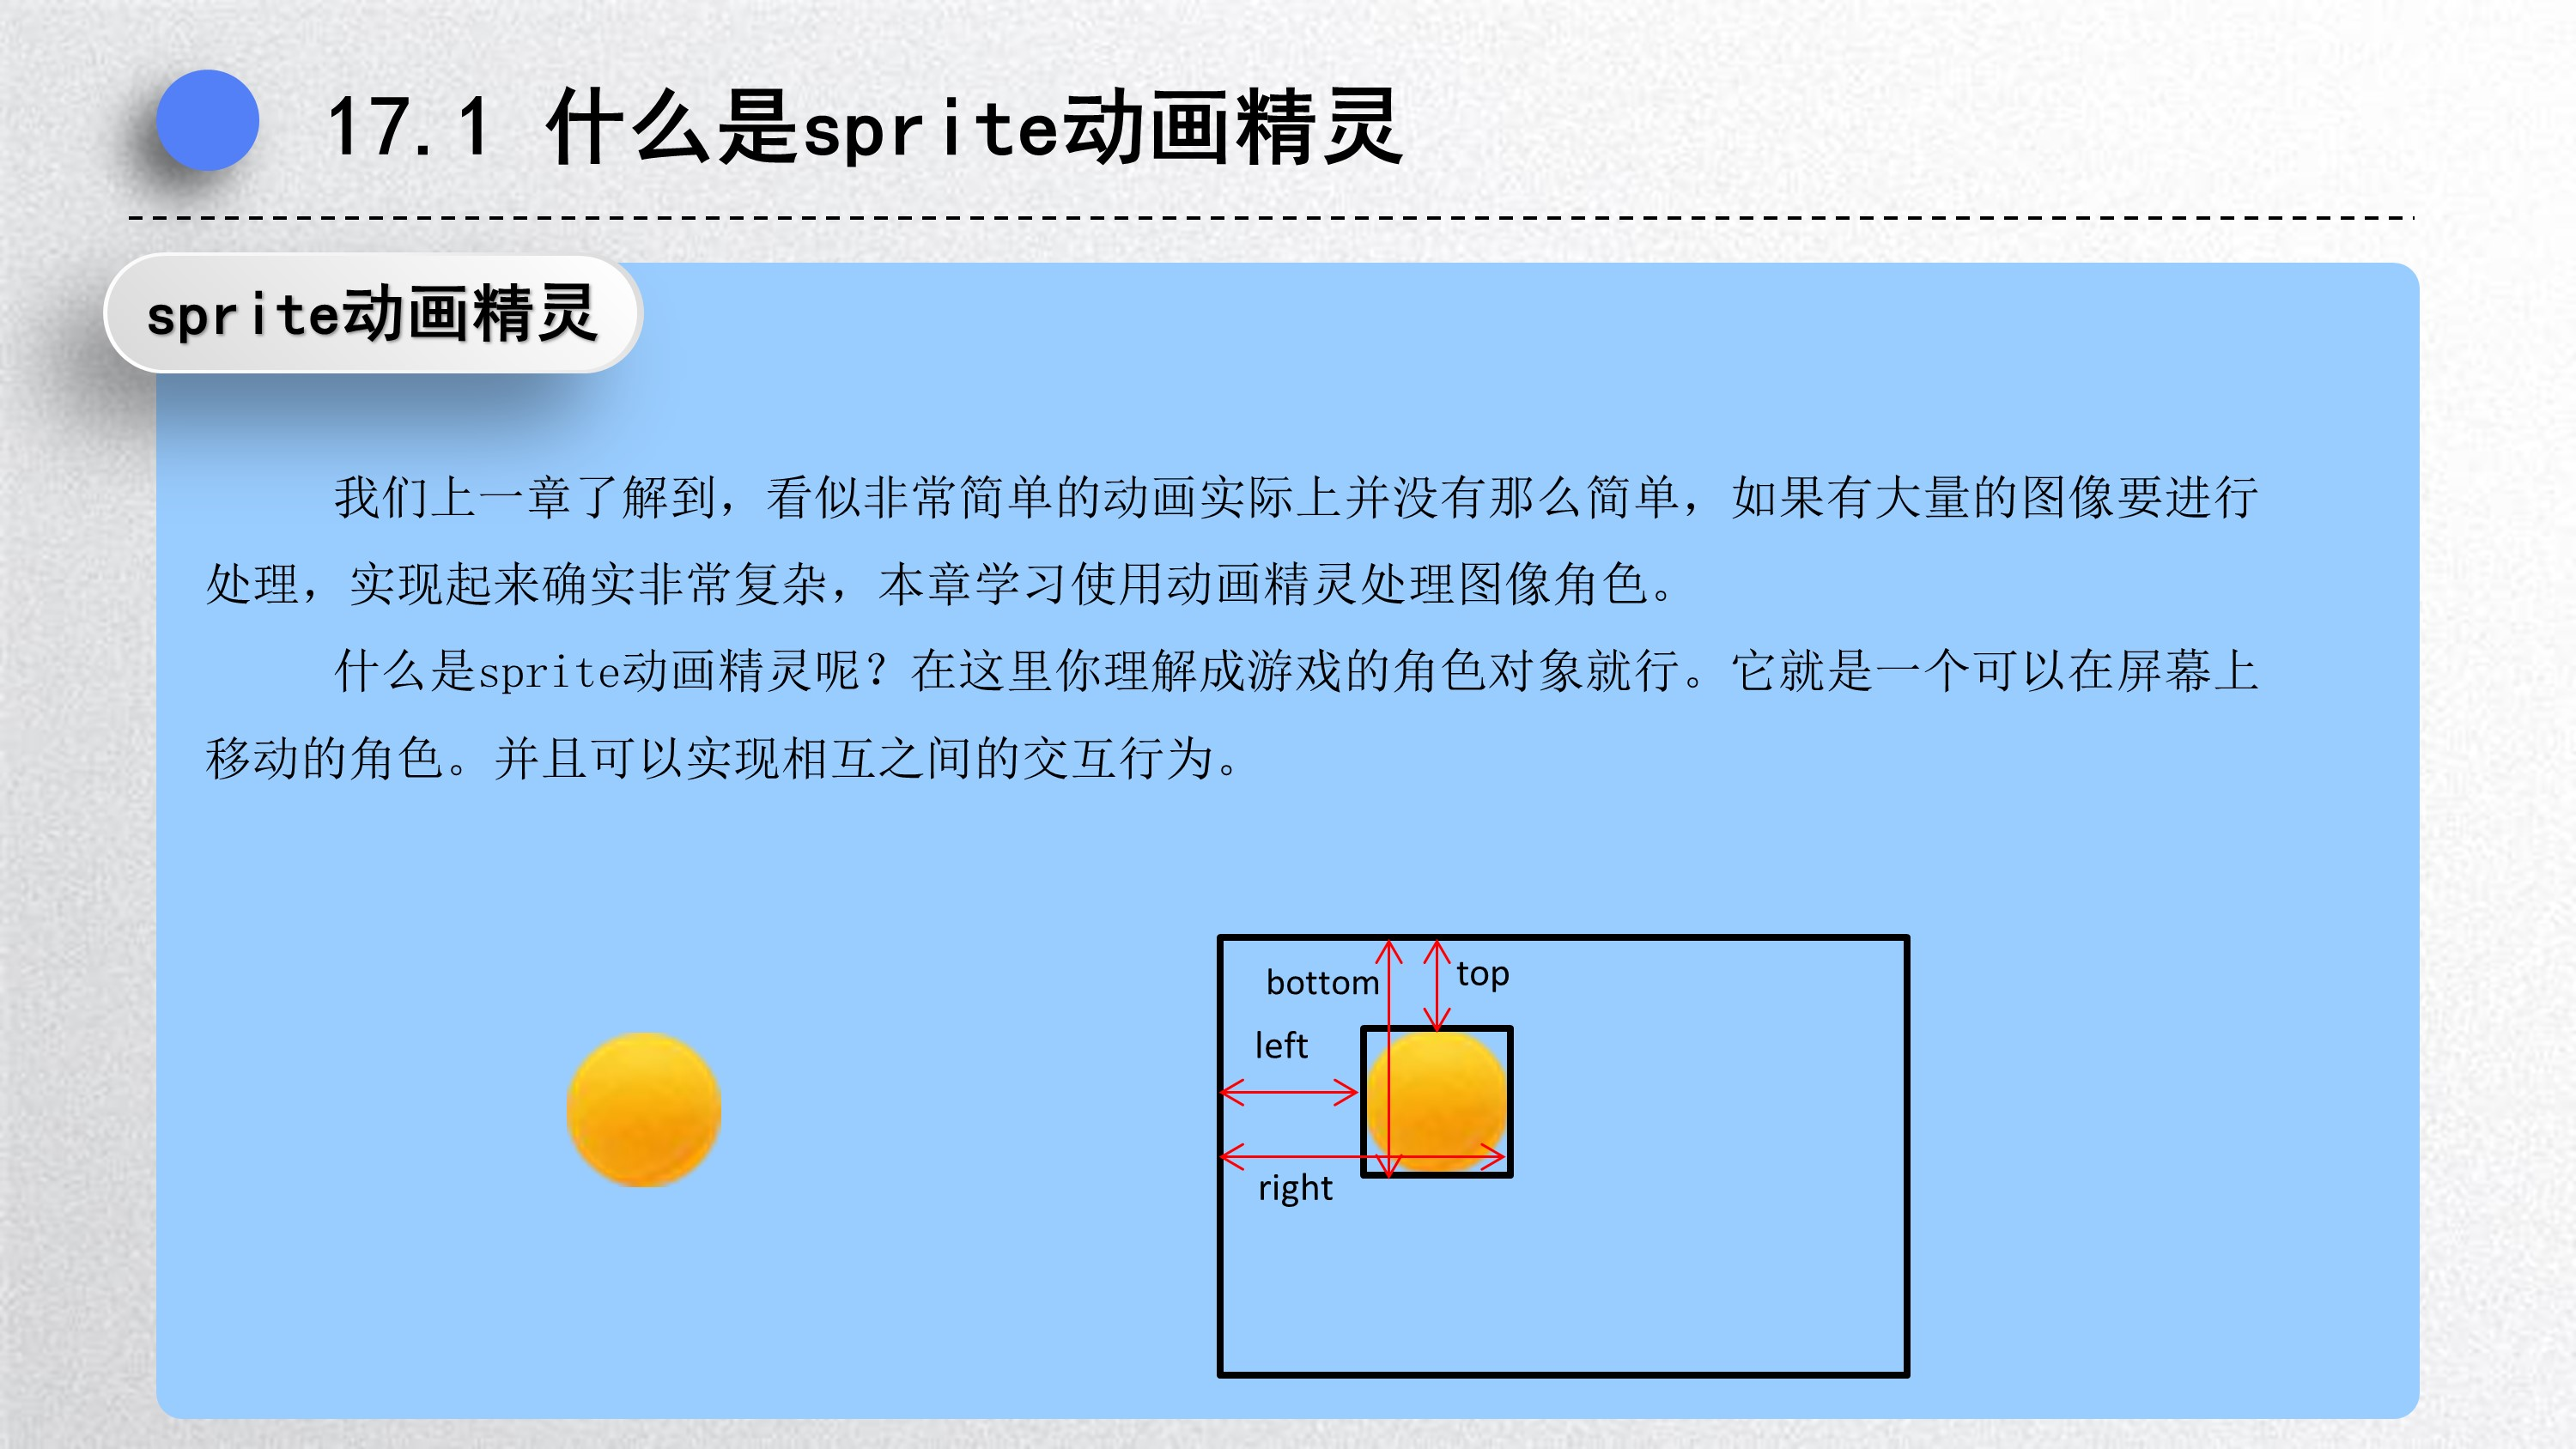 17.1 什么是sprite动画精灵
sprite动画精灵
我们上一章了解到，看似非常简单的动画实际上并没有那么简单，如果有大量的图像要进行
处理，实现起来确实非常复杂，本章学习使用动画精灵处理图像角色。
什么是sprite动画精灵呢？在这里你理解成游戏的角色对象就行。它就是一个可以在屏幕上
移动的角色。并且可以实现相互之间的交互行为。
top
bottom
left
right